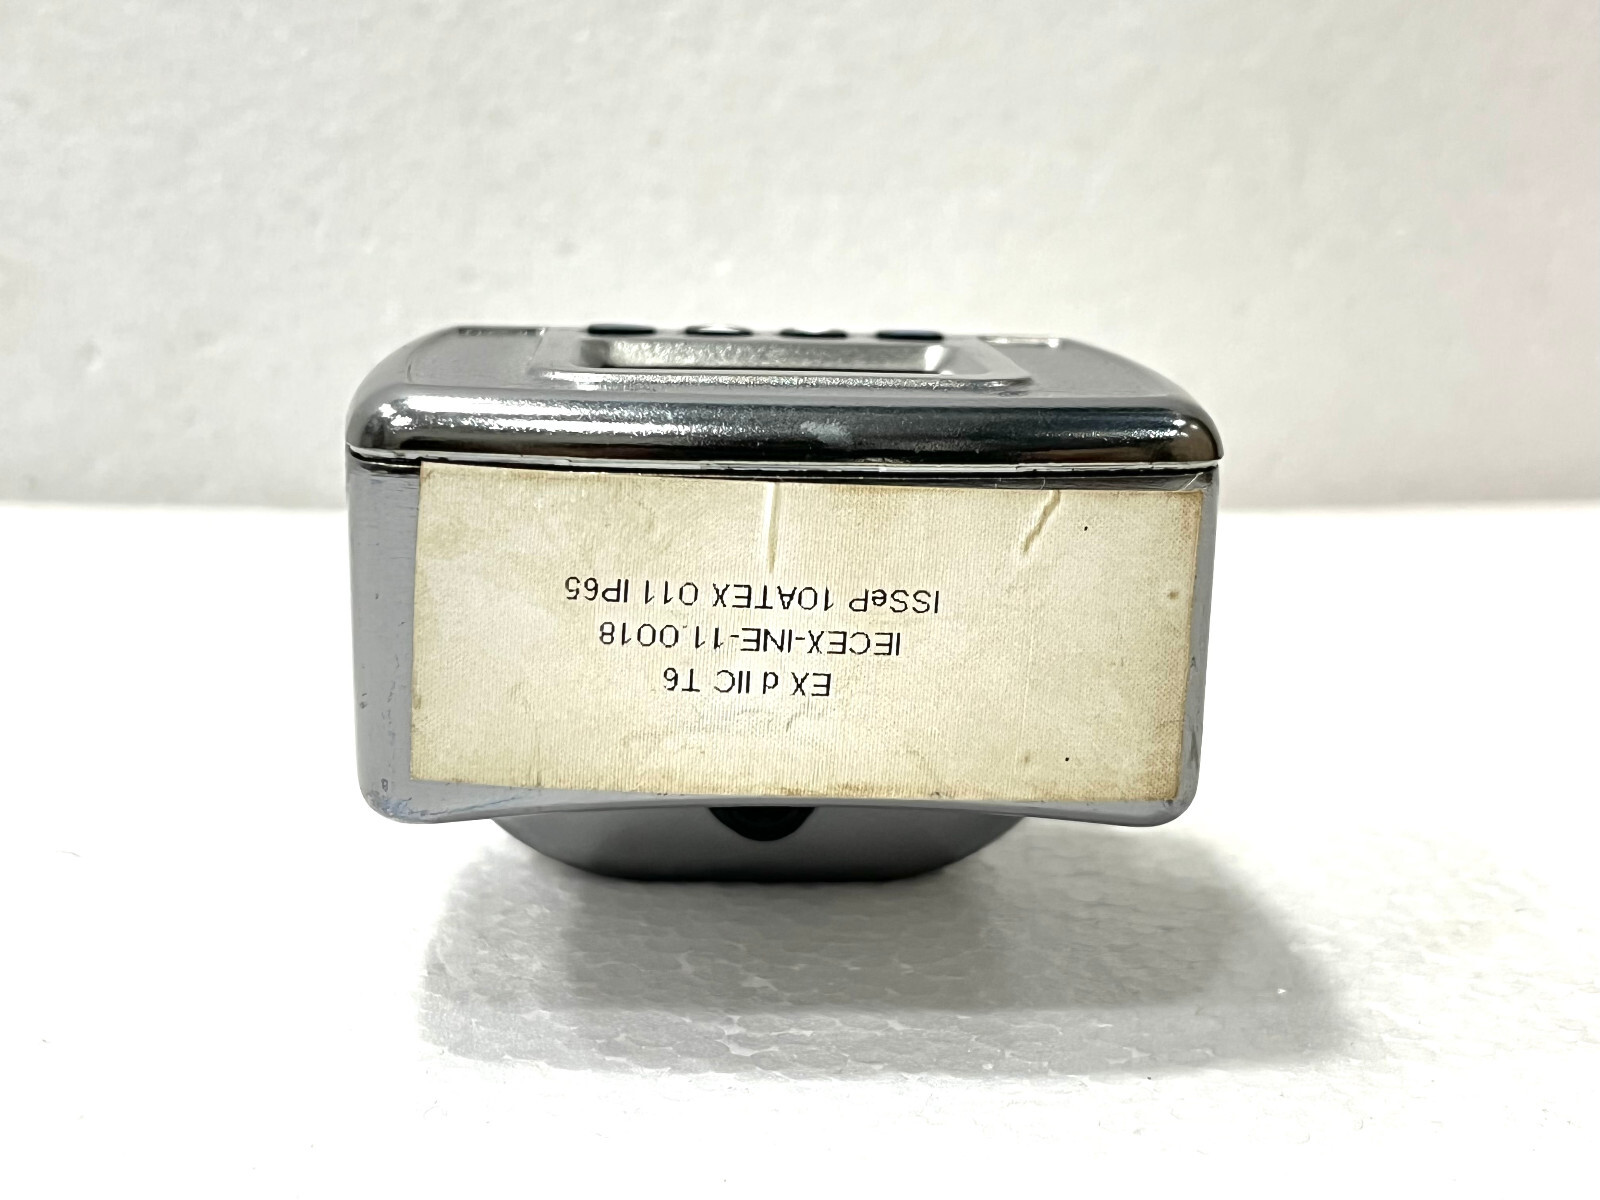 EX d IIC T6
IECEX-INE-11.0018
ISSeP 10ATEX 011 IP65